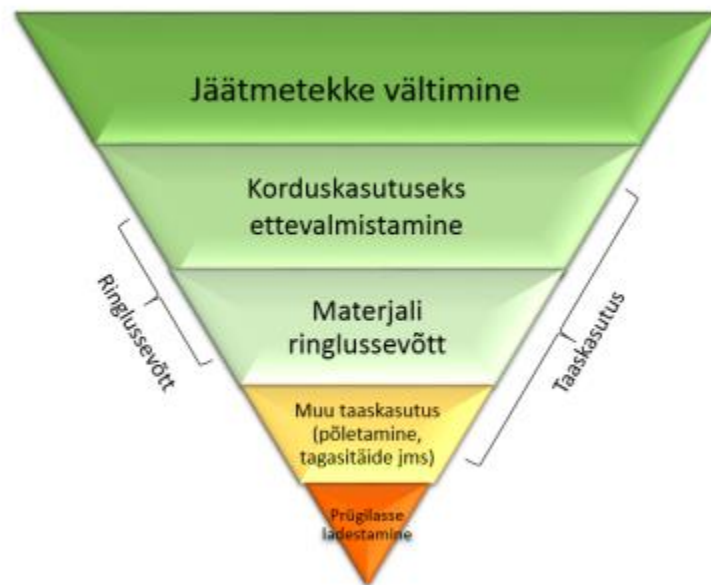 Jäätmetekke vältimine
Korduskasutuseks
ettevalmistamine
Ringlussevõtt
Materjali
ringlussevõtt
Taaskasutus
Muu taaskasutus
(põletamine,
tagasitäide jms)
Prügilasse
ladestamine